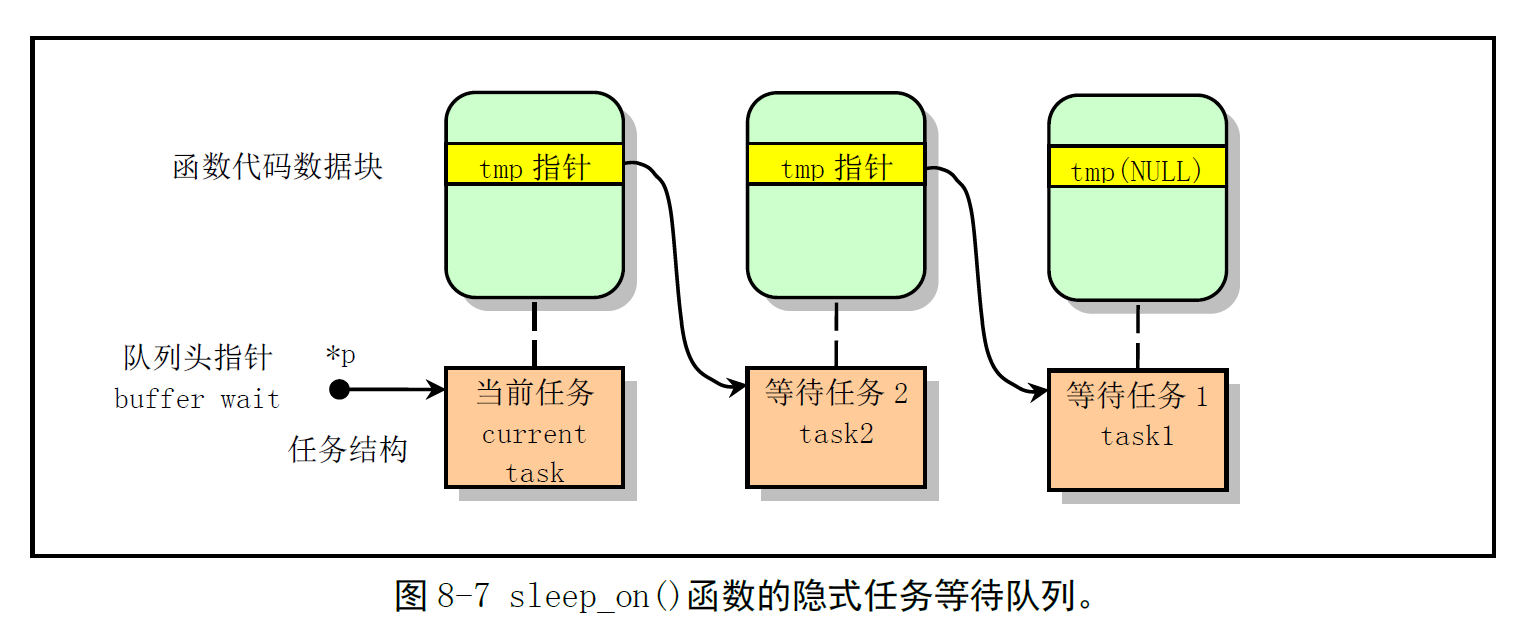 函数代码数据块
tmp 指针
tmp 指针
tmp(NULL)
队列头指针
buffer wait
*p
任务结构
当前任务
current
task
等待任务 2
task2
等待任务 1
task1
图 8-7 sleep_on()函数的隐式任务等待队列。